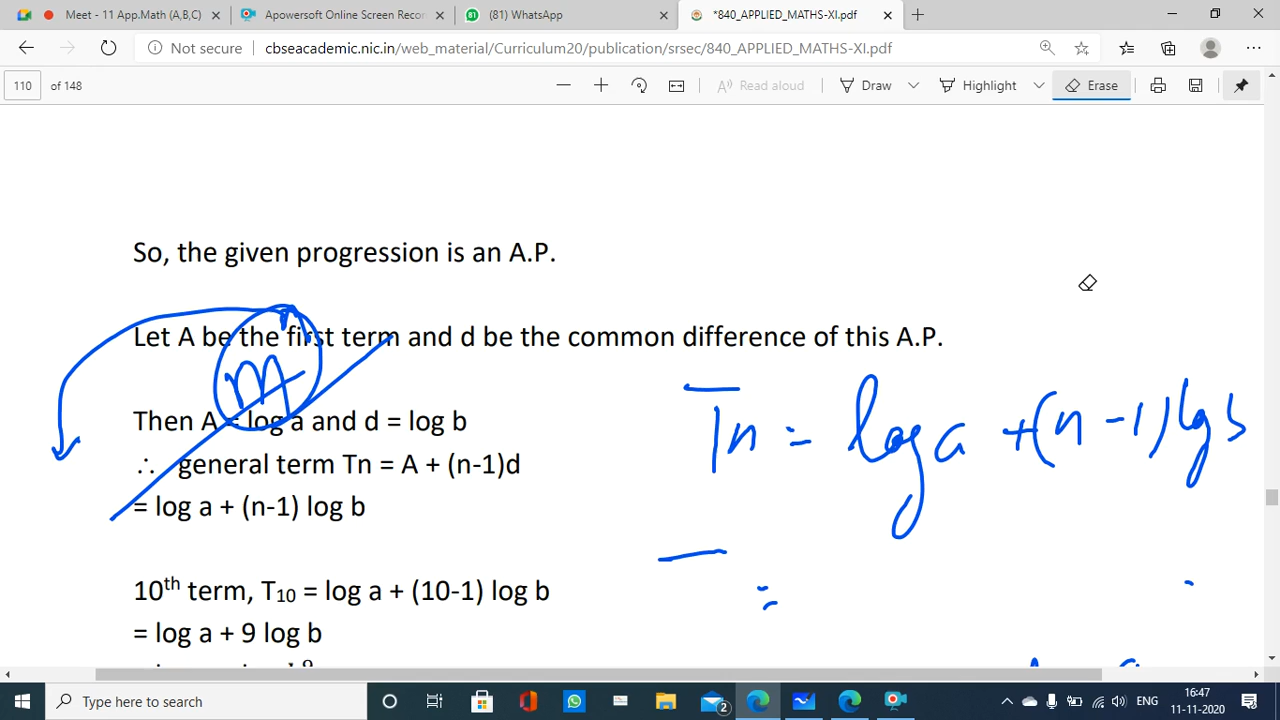 Meet - 11 App.Math (A,B,C)
Apowersoft Online Screen Recor
(81) WhatsApp
*840_APPLIED_MATHS-XI.pdf
Not secure
cbseacademic.nic.in/web_material/Curriculum20/publication/srsec/840_APPLIED_MATHS-XI.pdf
110 of 148
Read aloud
Draw
Highlight
Erase
So, the given progression is an A.P.
Let A be the first term and d be the common difference of this A.P.
m n
Then A = log a and d = log b
∴ general term Tn = A + (n-1)d
= log a + (n-1) log b
Tn = log a + (n - 1) log b
10th term, T10 = log a + (10-1) log b
=
= log a + 9 log b
Type here to search
2
ENG
16:47
11-11-2020